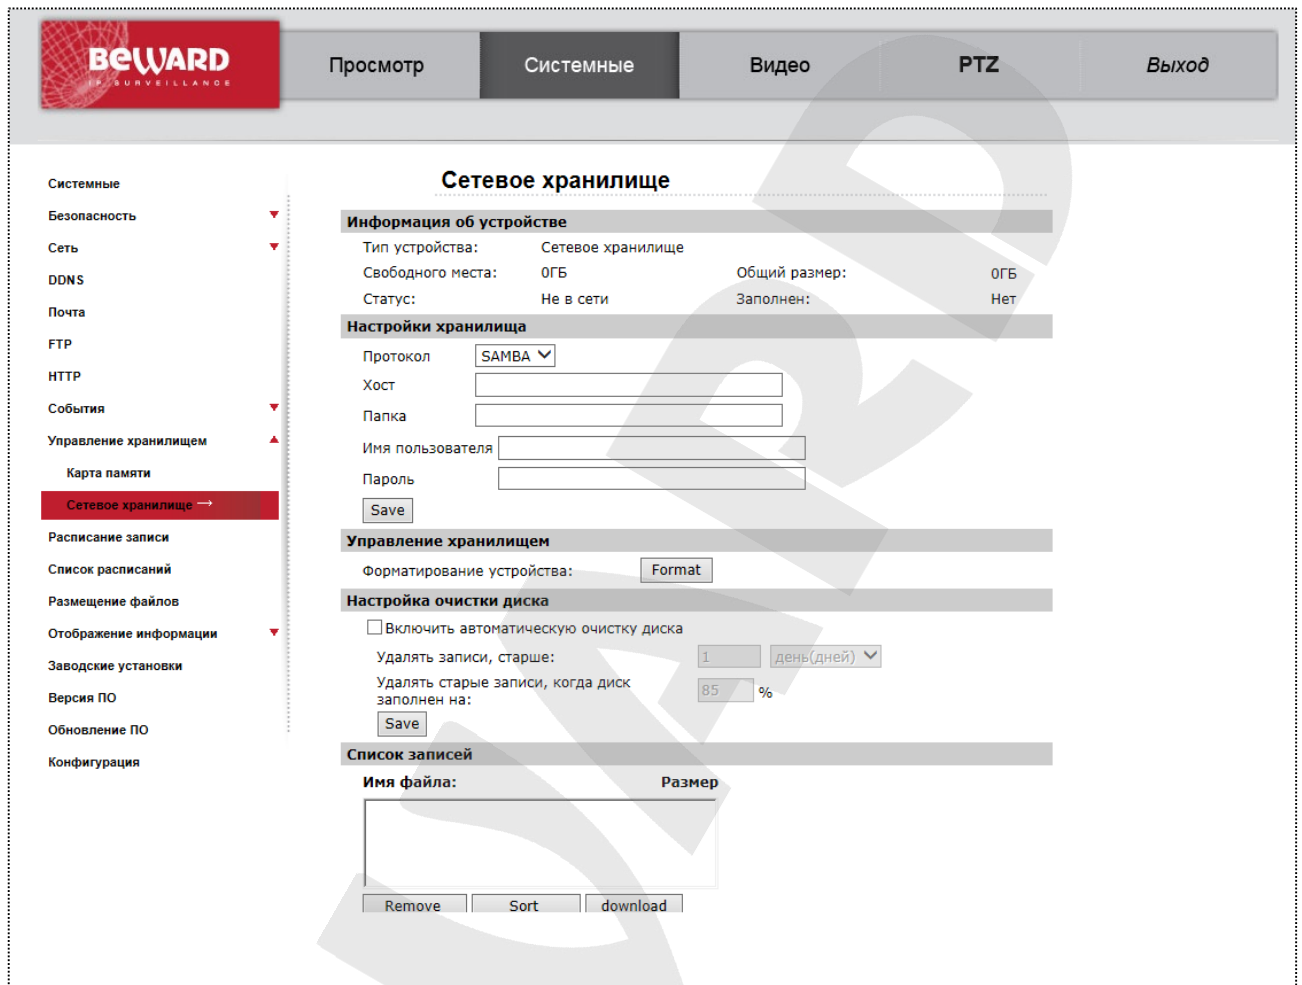 BEWARD
IP SURVEILLANCE
Просмотр Системные Видео PTZ Выход
Системные
Безопасность
Сеть
DDNS
Почта
FTP
HTTP
События
Управление хранилищем
Карта памяти
Сетевое хранилище →
Расписание записи
Список расписаний
Размещение файлов
Отображение информации
Заводские установки
Версия ПО
Обновление ПО
Конфигурация
Сетевое хранилище
Информация об устройстве
Тип устройства: Сетевое хранилище
Свободного места: 0ГБ Общий размер: 0ГБ
Статус: Не в сети Заполнен: Нет
Настройки хранилища
Протокол SAMBA
Хост
Папка
Имя пользователя
Пароль
Save
Управление хранилищем
Форматирование устройства: Format
Настройка очистки диска
Включить автоматическую очистку диска
Удалять записи, старше: 1 день(дней)
Удалять старые записи, когда диск
заполнен на: 85 %
Save
Список записей
Имя файла: Размер
Remove Sort download